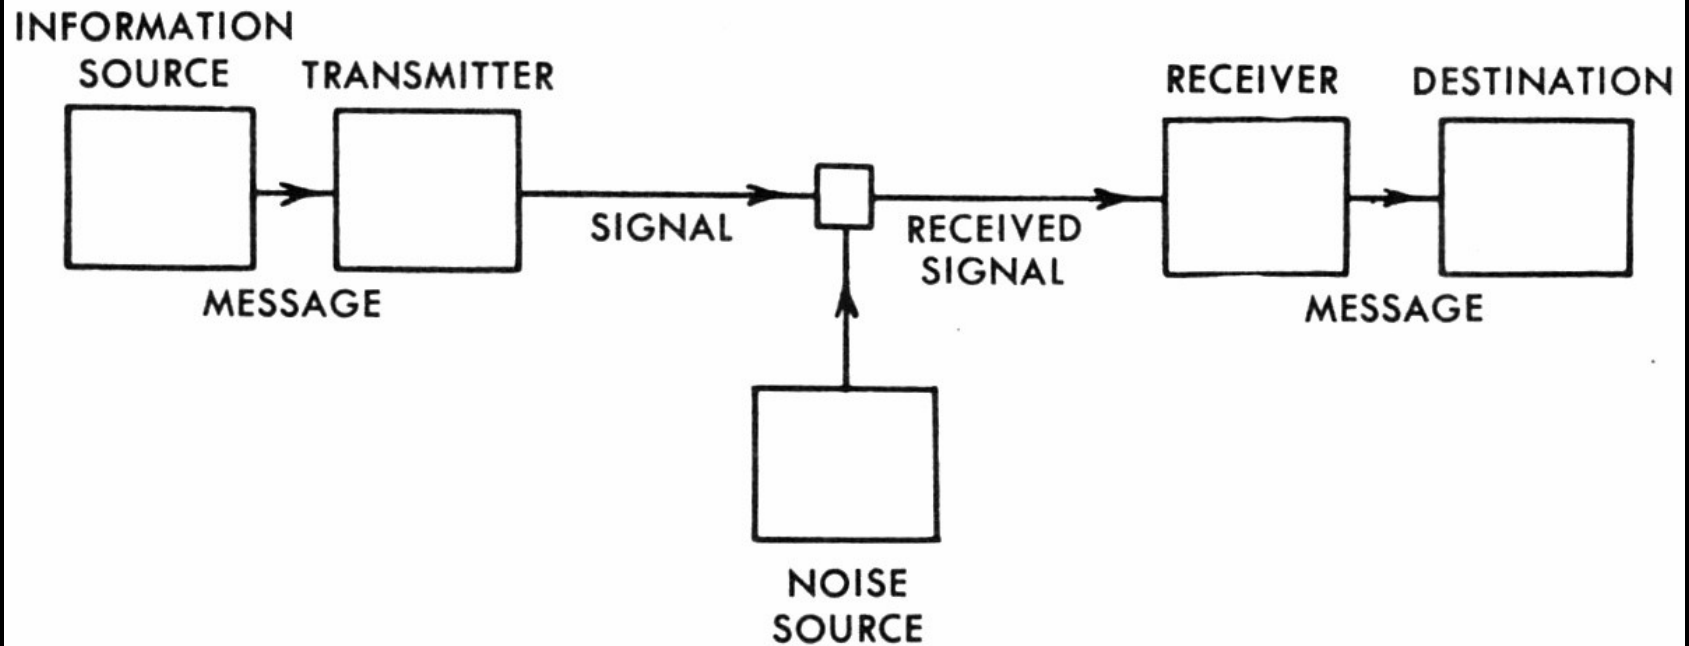 INFORMATION
SOURCE
TRANSMITTER
RECEIVER
DESTINATION
SIGNAL
RECEIVED
SIGNAL
MESSAGE
MESSAGE
NOISE
SOURCE